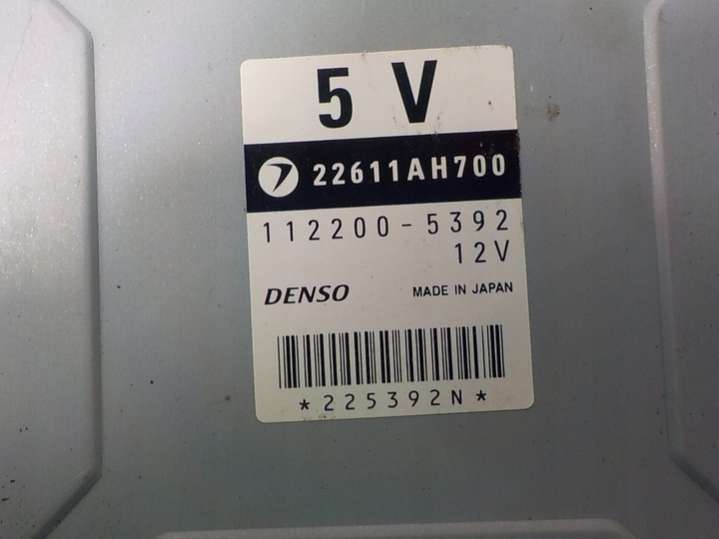 5 V
22611AH700
112200-5392
12V
DENSO MADE IN JAPAN
*225392N*